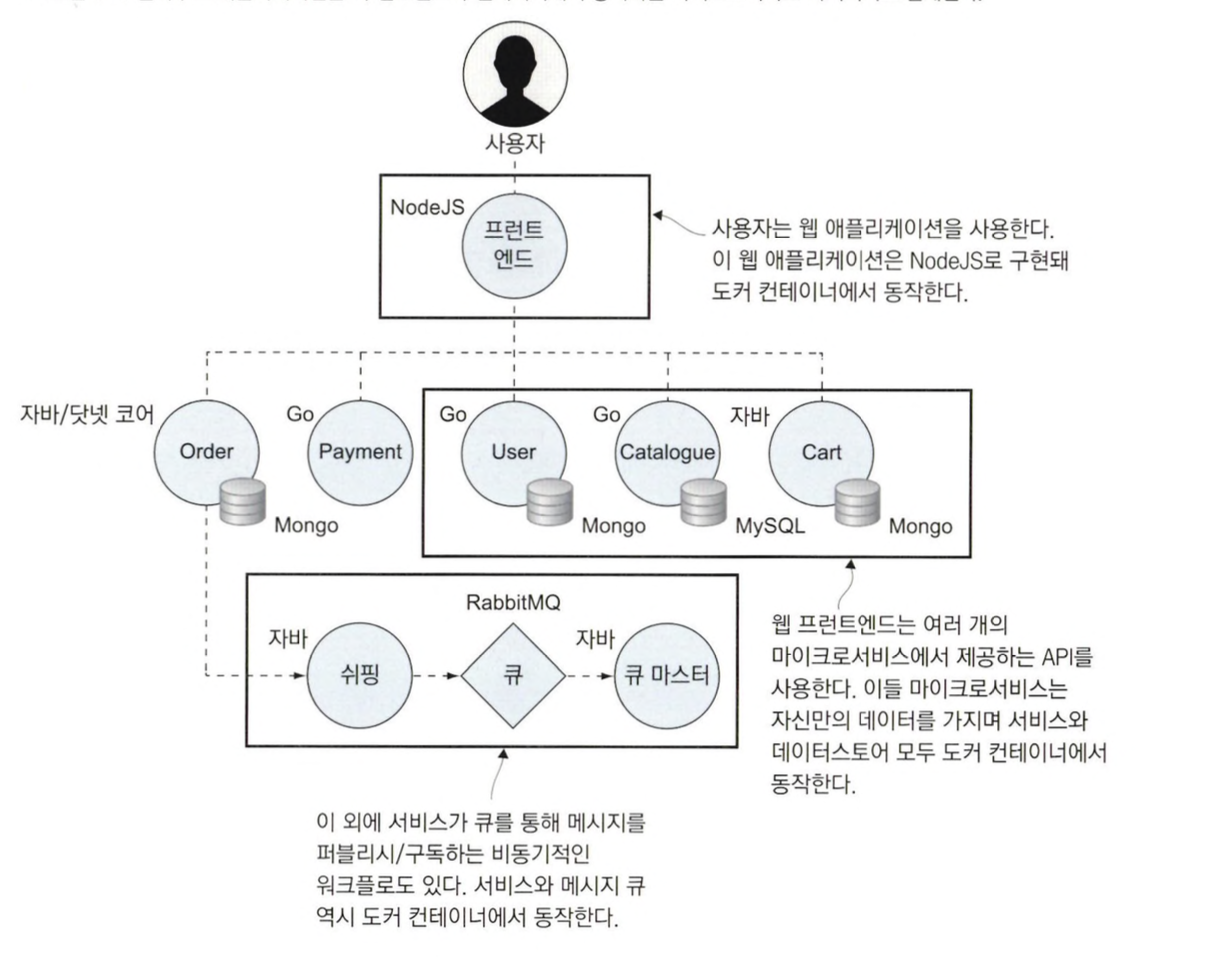 사용자
NodeJS
프런트
엔드
사용자는 웹 애플리케이션을 사용한다.
이 웹 애플리케이션은 NodeJS로 구현돼
도커 컨테이너에서 동작한다.
자바/닷넷 코어
Order
Mongo
Go
Payment
Go
User
Mongo
Go
Catalogue
MySQL
자바
Cart
Mongo
RabbitMQ
자바
쉬핑
큐
자바
큐 마스터
웹 프런트엔드는 여러 개의
마이크로서비스에서 제공하는 API를
사용한다. 이들 마이크로서비스는
자신만의 데이터를 가지며 서비스와
데이터스토어 모두 도커 컨테이너에서
동작한다.
이 외에 서비스가 큐를 통해 메시지를
퍼블리시/구독하는 비동기적인
워크플로도 있다. 서비스와 메시지 큐
역시 도커 컨테이너에서 동작한다.